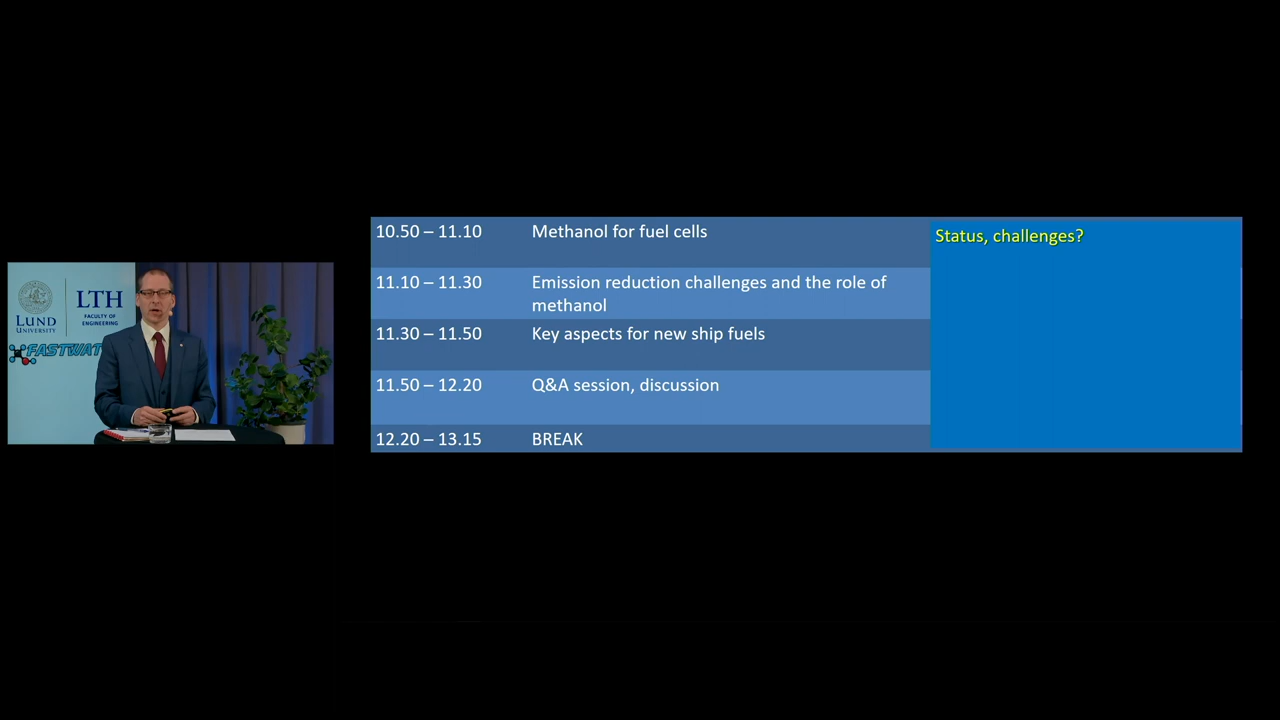 LUND
UNIVERSITY
LTH
FACULTY OF
ENGINEERING
FASTWAT
10.50 – 11.10 Methanol for fuel cells
Status, challenges?
11.10 – 11.30 Emission reduction challenges and the role of
methanol
11.30 – 11.50 Key aspects for new ship fuels
11.50 – 12.20 Q&A session, discussion
12.20 – 13.15 BREAK